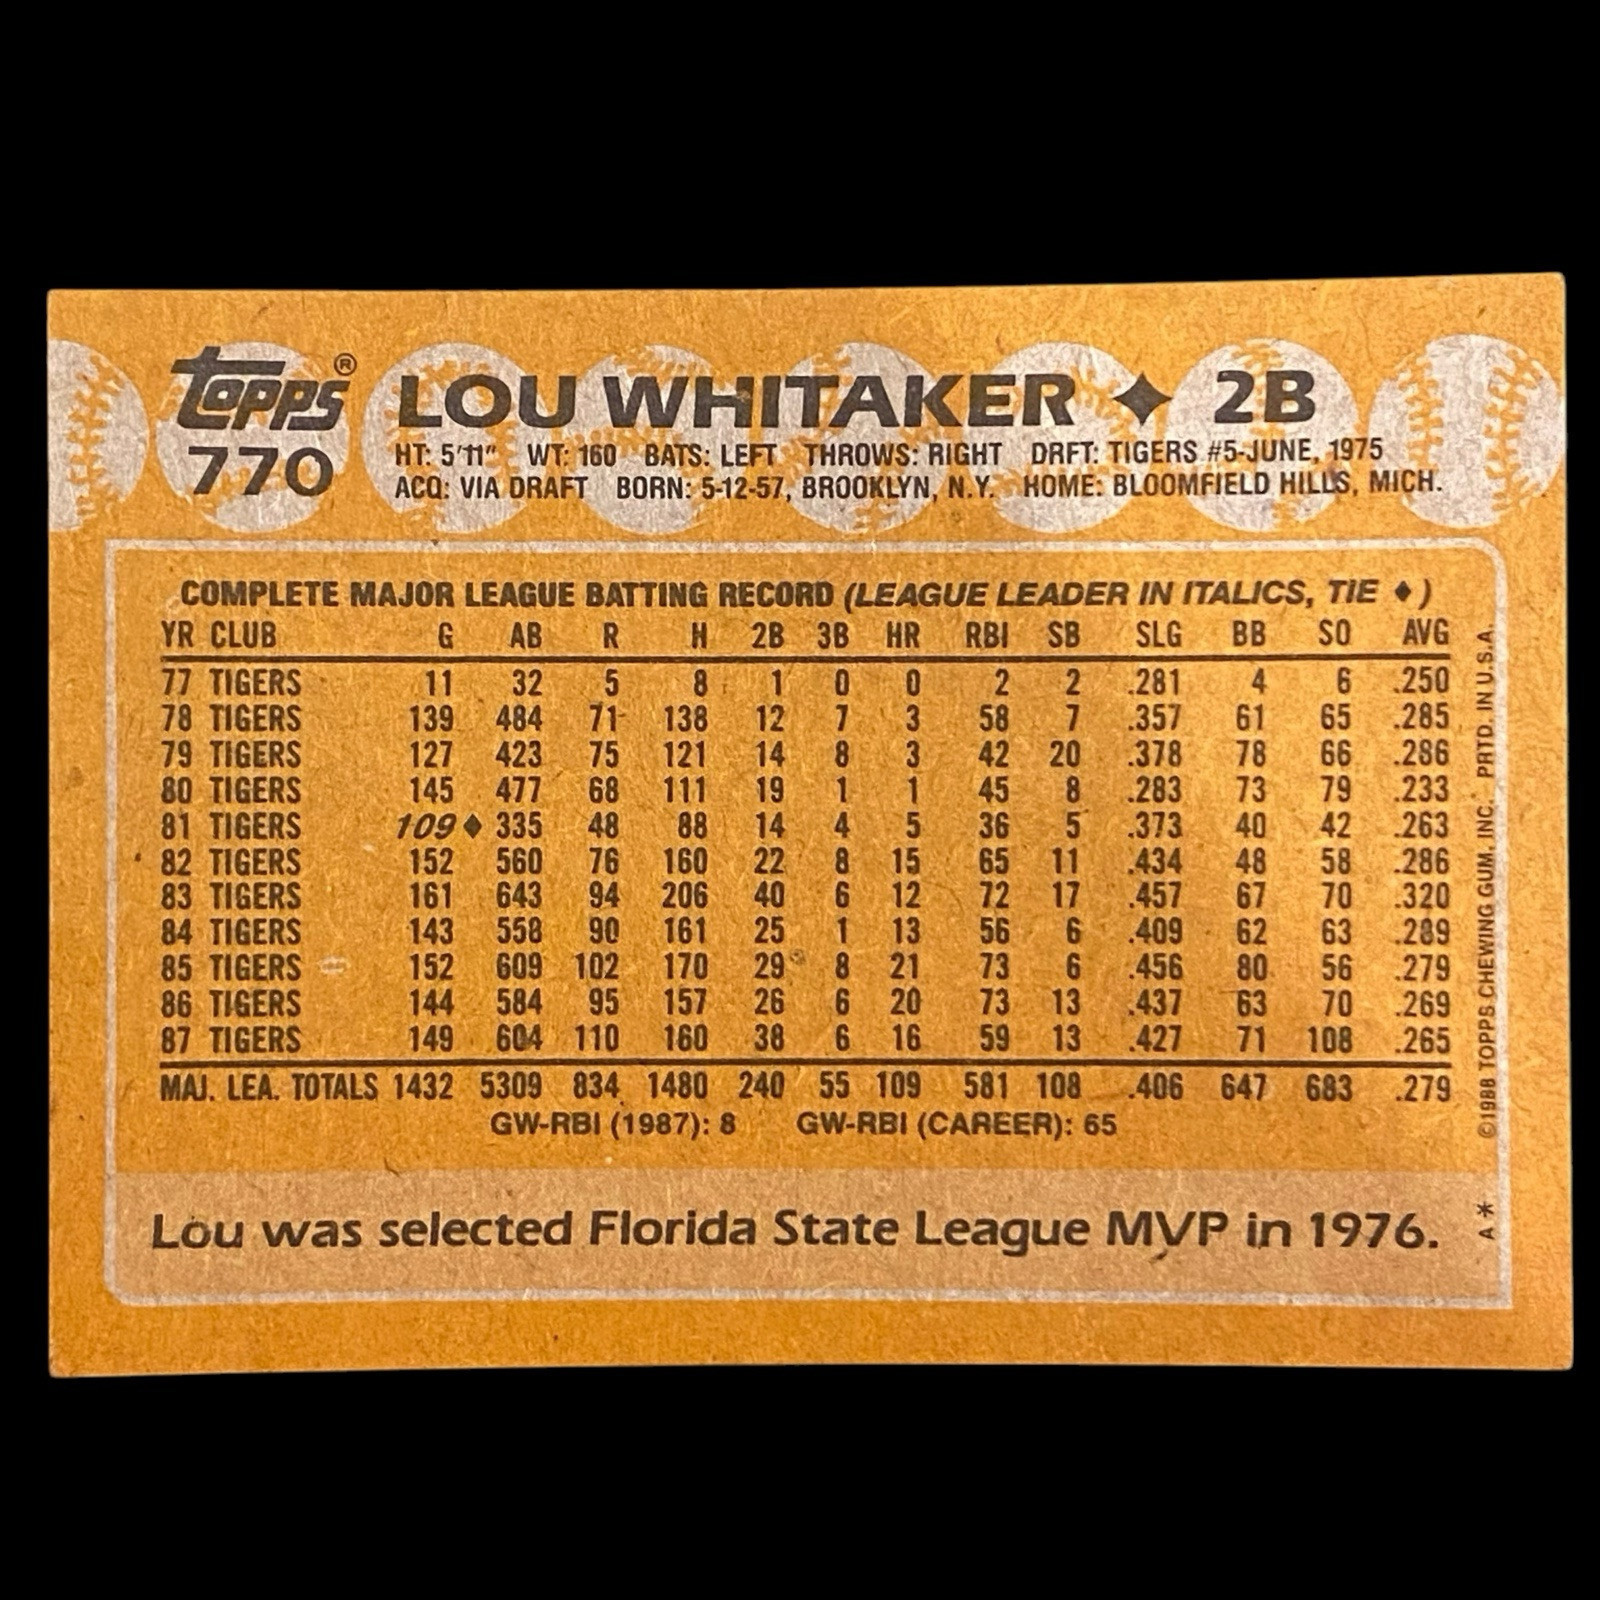 topps® LOU WHITAKER ✦ 2B
770 HT: 5'11" WT: 160 BATS: LEFT THROWS: RIGHT DRFT: TIGERS #5-JUNE, 1975
ACQ: VIA DRAFT BORN: 5-12-57, BROOKLYN, N.Y. HOME: BLOOMFIELD HILLS, MICH.
COMPLETE MAJOR LEAGUE BATTING RECORD (LEAGUE LEADER IN ITALICS, TIE ♦)
YR CLUB G AB R H 2B 3B HR RBI SB SLG BB SO AVG
77 TIGERS 11 32 5 8 1 0 0 2 2 .281 4 6 .250
78 TIGERS 139 484 71 138 12 7 3 58 7 .357 61 65 .285
79 TIGERS 127 423 75 121 14 8 3 42 20 .378 78 66 .286
80 TIGERS 145 477 68 111 19 1 1 45 8 .283 73 79 .233
81 TIGERS 109♦ 335 48 88 14 4 5 36 5 .373 40 42 .263
82 TIGERS 152 560 76 160 22 8 15 65 11 .434 48 58 .286
83 TIGERS 161 643 94 206 40 6 12 72 17 .457 67 70 .320
84 TIGERS 143 558 90 161 25 1 13 56 6 .409 62 63 .289
85 TIGERS 152 609 102 170 29 8 21 73 6 .456 80 56 .279
86 TIGERS 144 584 95 157 26 6 20 73 13 .437 63 70 .269
87 TIGERS 149 604 110 160 38 6 16 59 13 .427 71 108 .265
MAJ. LEA. TOTALS 1432 5309 834 1480 240 55 109 581 108 .406 647 683 .279
GW-RBI (1987): 8 GW-RBI (CAREER): 65
Lou was selected Florida State League MVP in 1976.
©1988 TOPPS CHEWING GUM, INC. PRTD. IN U.S.A.
A*